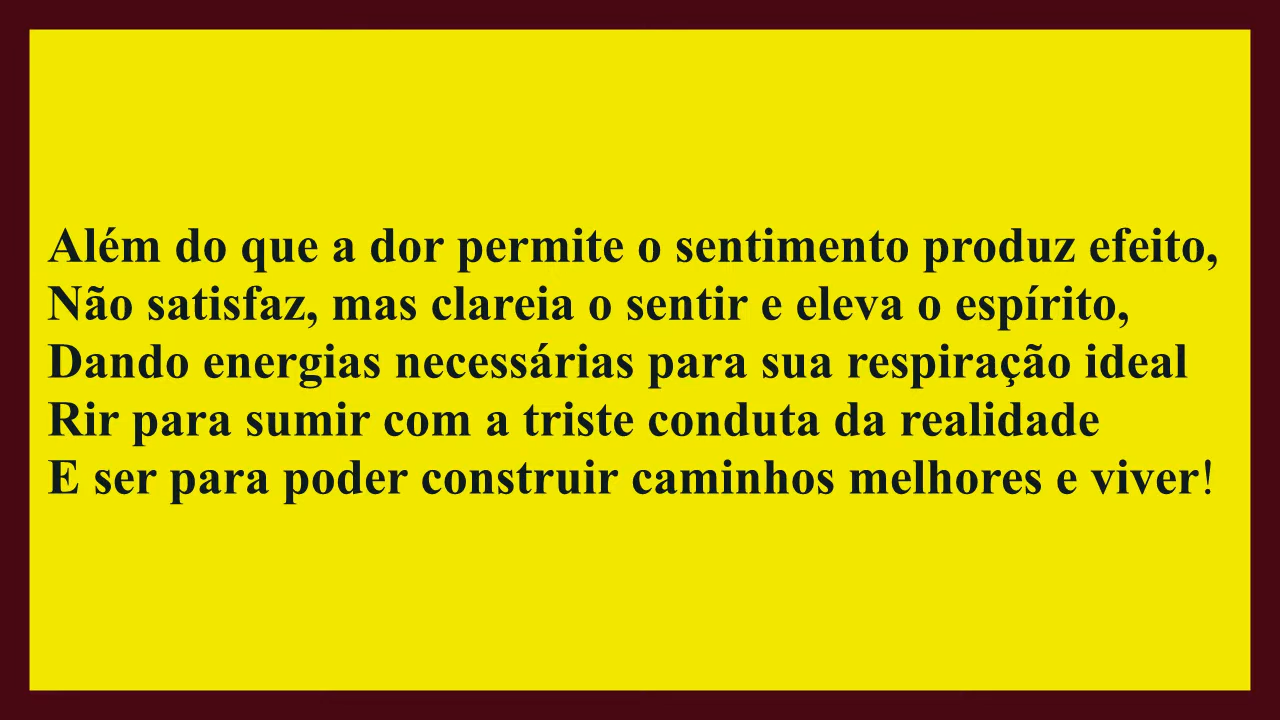 Além do que a dor permite o sentimento produz efeito,
Não satisfaz, mas clareia o sentir e eleva o espírito,
Dando energias necessárias para sua respiração ideal
Rir para sumir com a triste conduta da realidade
E ser para poder construir caminhos melhores e viver!